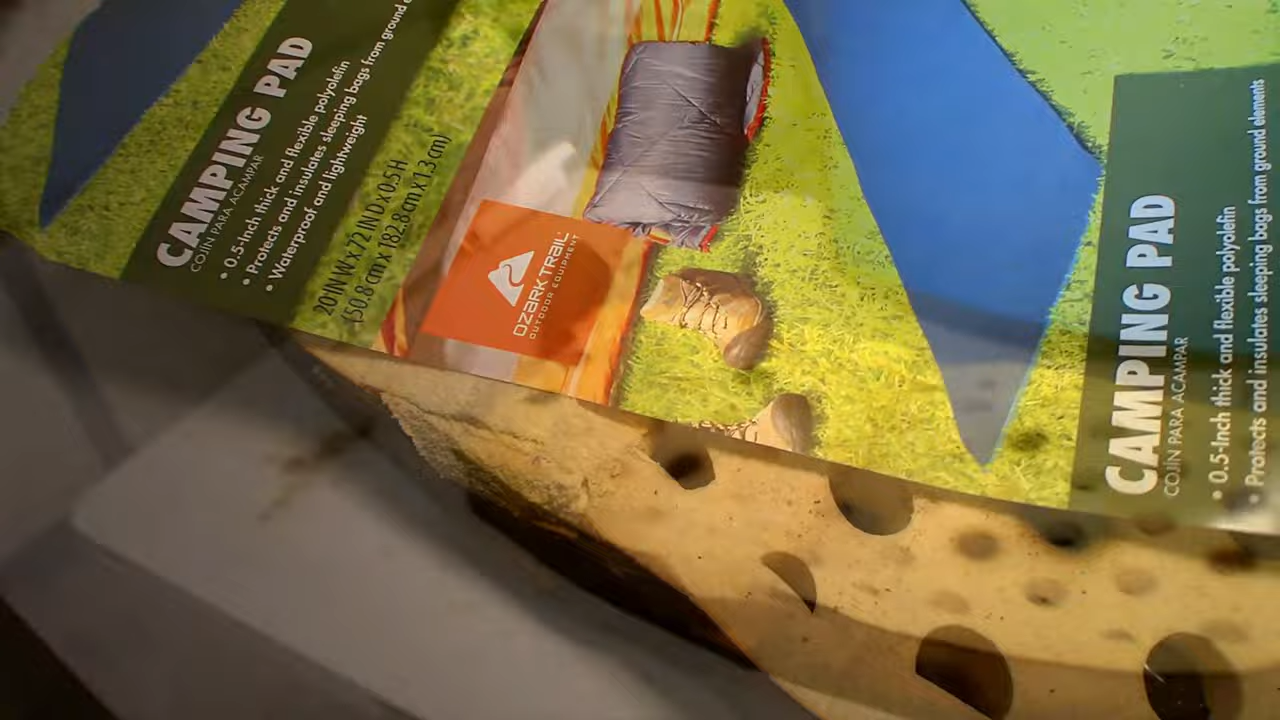 CAMPING PAD
COJÍN PARA ACAMPAR
• 0.5-Inch thick and flexible polyolefin
• Protects and insulates sleeping bags from ground
• Waterproof and lightweight
20 IN W x 72 IN D x 0.5 H
(50.8 cm x 182.8 cm x 1.3 cm)
OZARK TRAIL
OUTDOOR EQUIPMENT
CAMPING PAD
COJÍN PARA ACAMPAR
• 0.5-Inch thick and flexible polyolefin
• Protects and insulates sleeping bags from ground elements